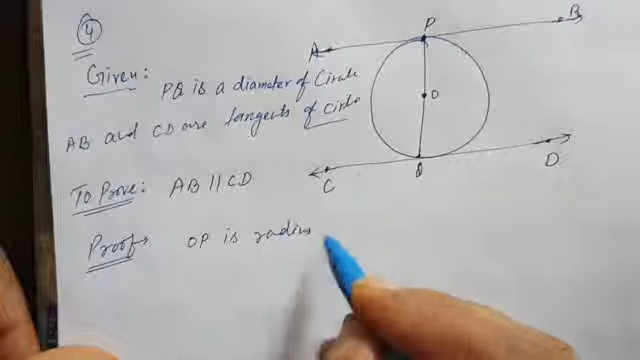 4
Given: PQ is a diameter of Circle
AB and CD are tangents of Circle
To Prove: AB || CD
Proof→ OP is radius
P
B
A
O
Q
D
C